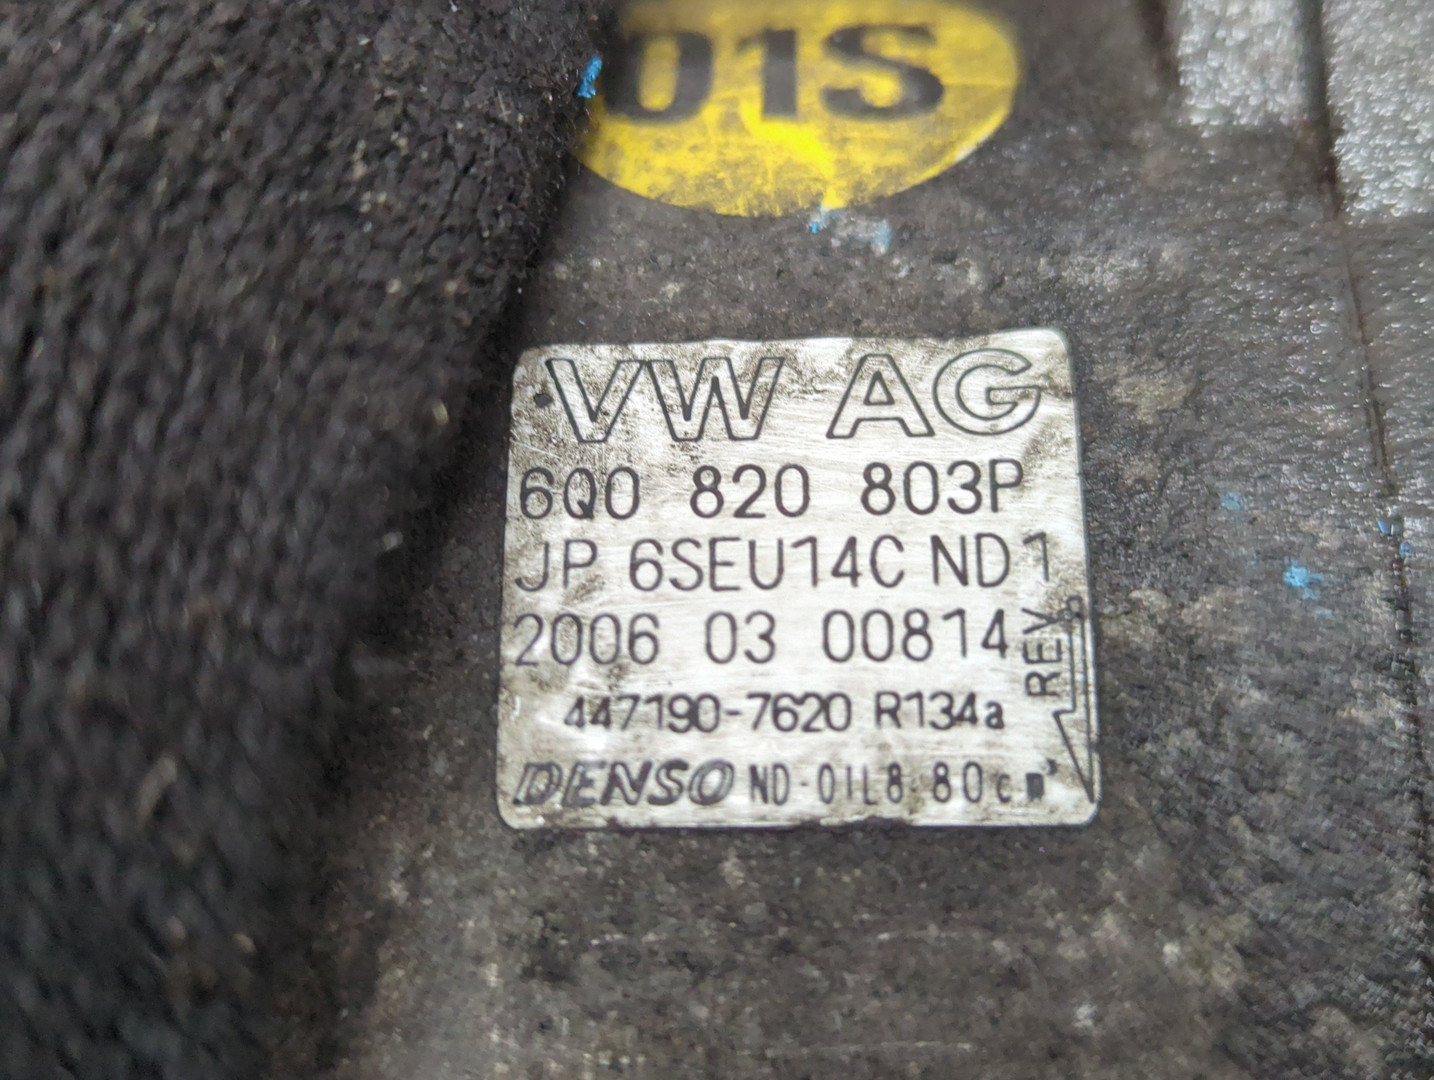 01S
VW AG
6Q0 820 803P
JP 6SEU14C ND1
2006 03 00814
REV.
447190-7620 R134a
DENSO ND-OIL8 80cm³